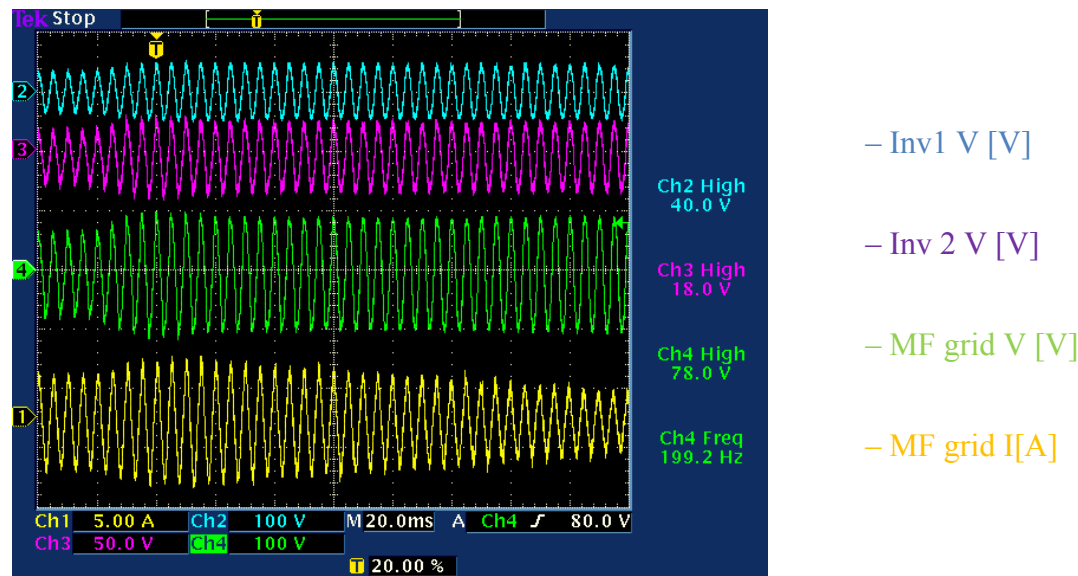 Tek Stop
T
T
2
3
4
1
Ch2 High
40.0 V
Ch3 High
18.0 V
Ch4 High
78.0 V
Ch4 Freq
199.2 Hz
Ch1 5.00 A Ch2 100 V M 20.0ms A Ch4 80.0 V
Ch3 50.0 V Ch4 100 V
T 20.00 %
– Inv1 V [V]
– Inv 2 V [V]
– MF grid V [V]
– MF grid I[A]